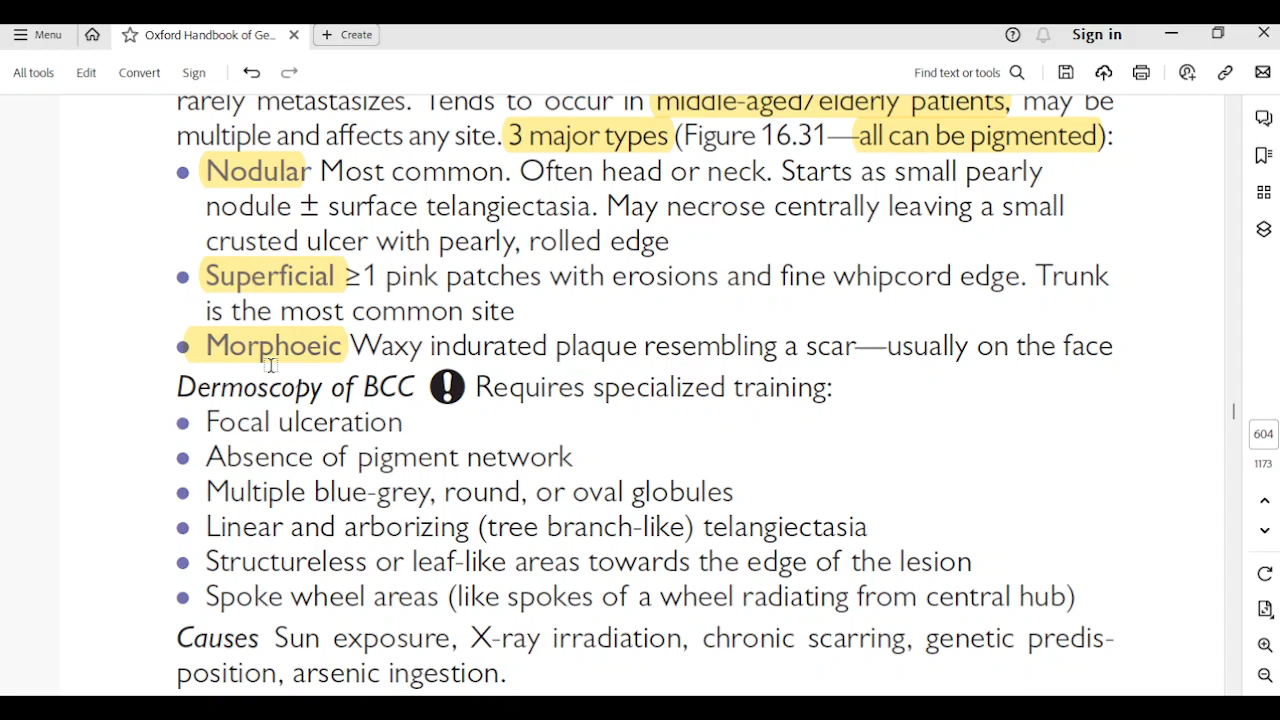 Menu
Oxford Handbook of Ge...
Create
Sign in
All tools
Edit
Convert
Sign
Find text or tools
rarely metastasizes. Tends to occur in middle-aged/elderly patients, may be
multiple and affects any site. 3 major types (Figure 16.31—all can be pigmented):
• Nodular Most common. Often head or neck. Starts as small pearly
nodule ± surface telangiectasia. May necrose centrally leaving a small
crusted ulcer with pearly, rolled edge
• Superficial ≥1 pink patches with erosions and fine whipcord edge. Trunk
is the most common site
• Morphoeic Waxy indurated plaque resembling a scar—usually on the face
Dermoscopy of BCC ! Requires specialized training:
• Focal ulceration
• Absence of pigment network
• Multiple blue-grey, round, or oval globules
• Linear and arborizing (tree branch-like) telangiectasia
• Structureless or leaf-like areas towards the edge of the lesion
• Spoke wheel areas (like spokes of a wheel radiating from central hub)
Causes Sun exposure, X-ray irradiation, chronic scarring, genetic predis-
position, arsenic ingestion.
604
1173